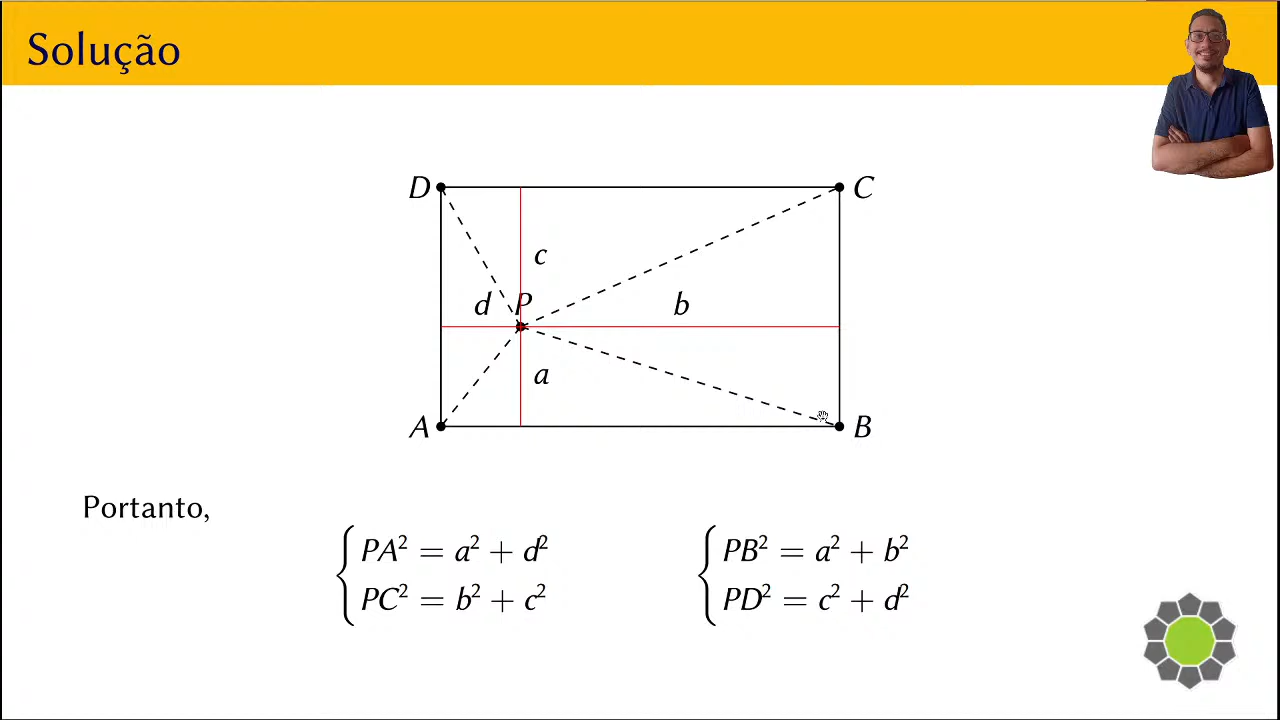 Solução
D
C
c
d P b
a
A
B
Portanto,
PA² = a² + d²
PC² = b² + c²
PB² = a² + b²
PD² = c² + d²